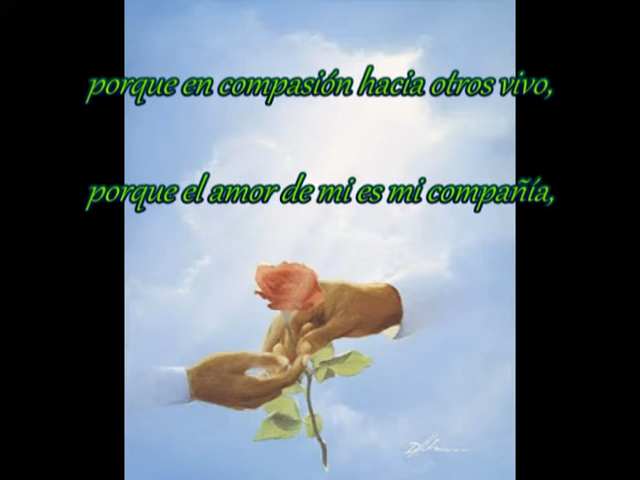 porque en compasión hacia otros vivo,
porque el amor de mi es mi compañía,